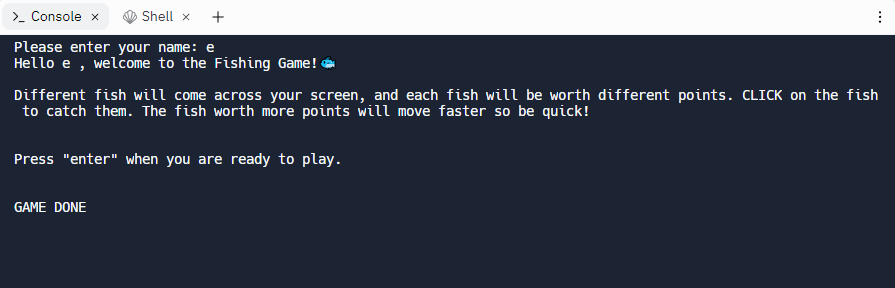 Console
Shell
Please enter your name: e
Hello e , welcome to the Fishing Game!🐟
Different fish will come across your screen, and each fish will be worth different points. CLICK on the fish
to catch them. The fish worth more points will move faster so be quick!
Press "enter" when you are ready to play.
GAME DONE